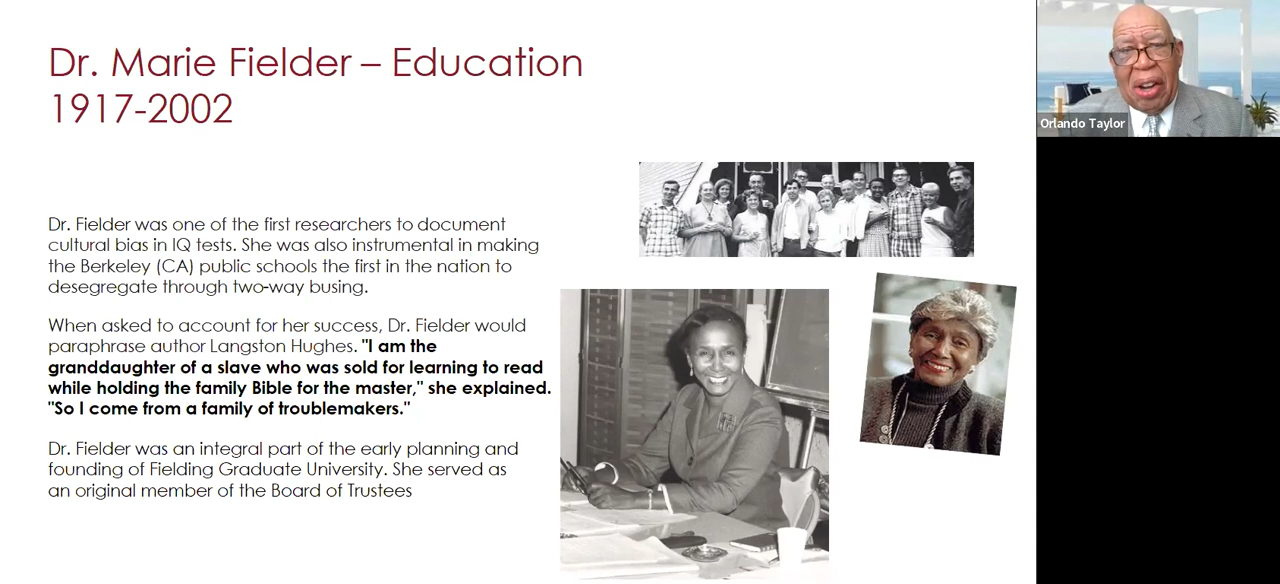 Dr. Marie Fielder – Education
1917-2002
Orlando Taylor
Dr. Fielder was one of the first researchers to document
cultural bias in IQ tests. She was also instrumental in making
the Berkeley (CA) public schools the first in the nation to
desegregate through two-way busing.
When asked to account for her success, Dr. Fielder would
paraphrase author Langston Hughes. "I am the
granddaughter of a slave who was sold for learning to read
while holding the family Bible for the master," she explained.
"So I come from a family of troublemakers."
Dr. Fielder was an integral part of the early planning and
founding of Fielding Graduate University. She served as
an original member of the Board of Trustees